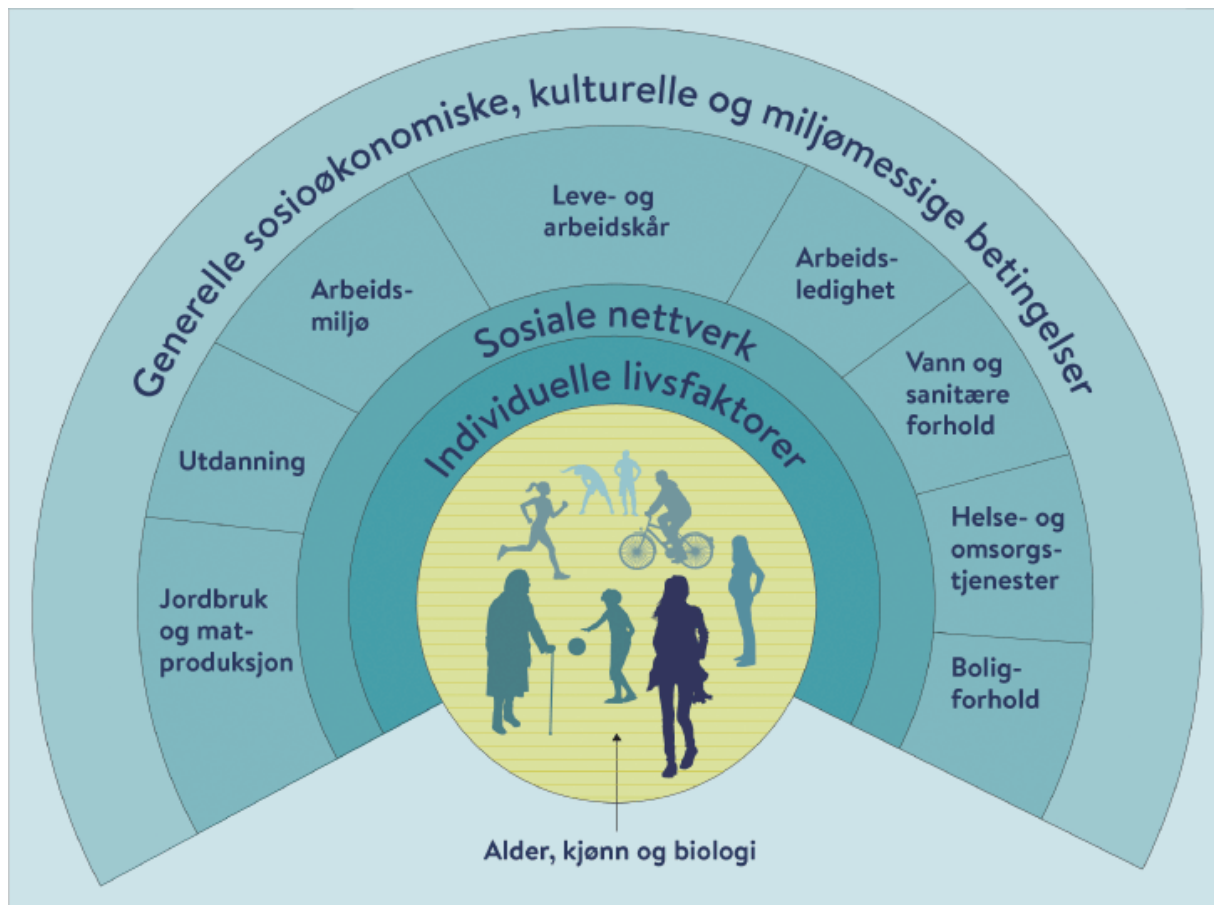 Generelle sosioøkonomiske, kulturelle og miljømessige betingelser
Leve- og
arbeidskår
Arbeids-
miljø
Arbeids-
ledighet
Utdanning
Vann og
sanitære
forhold
Jordbruk
og mat-
produksjon
Helse- og
omsorgs-
tjenester
Bolig-
forhold
Sosiale nettverk
Individuelle livsfaktorer
Alder, kjønn og biologi